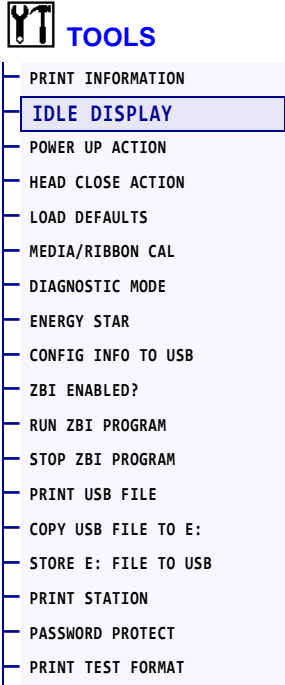 TOOLS
PRINT INFORMATION
IDLE DISPLAY
POWER UP ACTION
HEAD CLOSE ACTION
LOAD DEFAULTS
MEDIA/RIBBON CAL
DIAGNOSTIC MODE
ENERGY STAR
CONFIG INFO TO USB
ZBI ENABLED?
RUN ZBI PROGRAM
STOP ZBI PROGRAM
PRINT USB FILE
COPY USB FILE TO E:
STORE E: FILE TO USB
PRINT STATION
PASSWORD PROTECT
PRINT TEST FORMAT